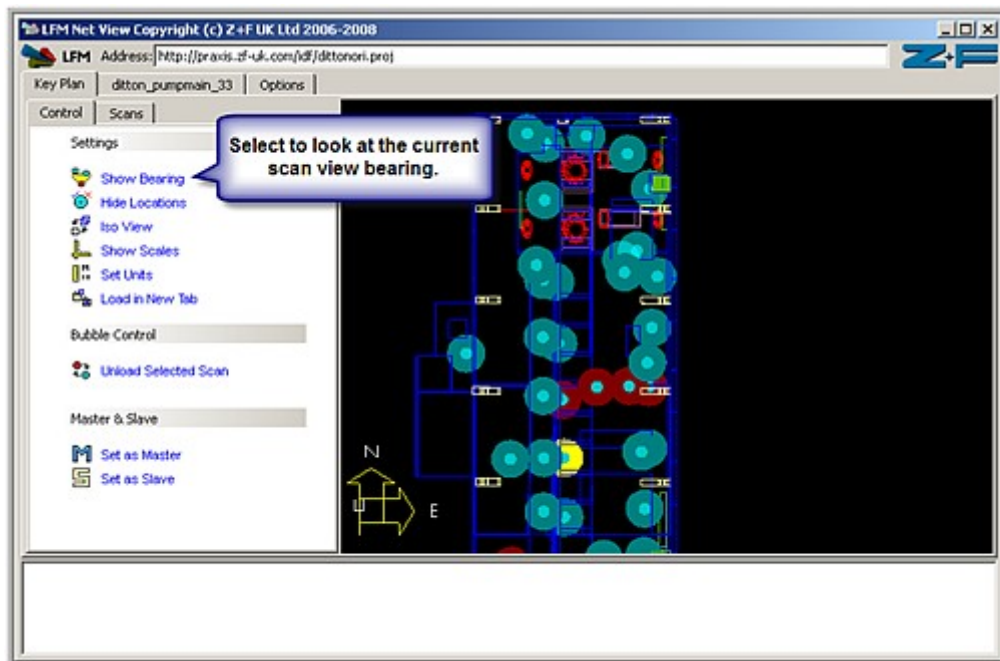 LFM Net View Copyright (c) Z+F UK Ltd 2006-2008
LFM Address: http://praxis.zf-uk.com/idf/dittonori.proj
Z+F
Key Plan ditton_pumpmain_33 Options
Control Scans
Settings
Select to look at the current
scan view bearing.
Show Bearing
Hide Locations
Iso View
Show Scales
Set Units
Load in New Tab
Bubble Control
Unload Selected Scan
Master & Slave
Set as Master
Set as Slave
N
U
E